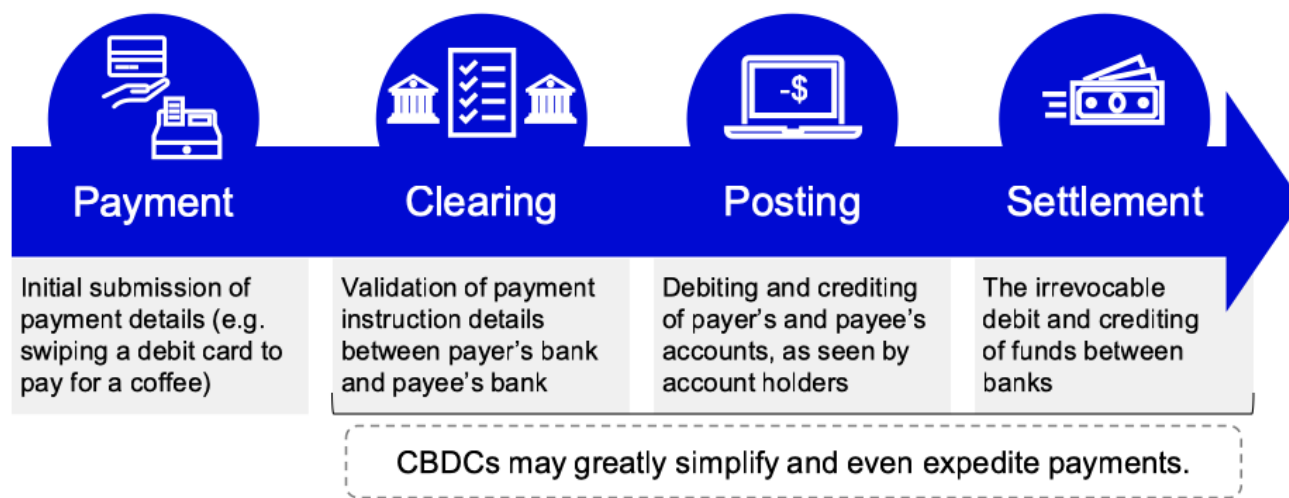 -$
Payment
Clearing
Posting
Settlement
Initial submission of
payment details (e.g.
swiping a debit card to
pay for a coffee)
Validation of payment
instruction details
between payer's bank
and payee's bank
Debiting and crediting
of payer's and payee's
accounts, as seen by
account holders
The irrevocable
debit and crediting
of funds between
banks
CBDCs may greatly simplify and even expedite payments.